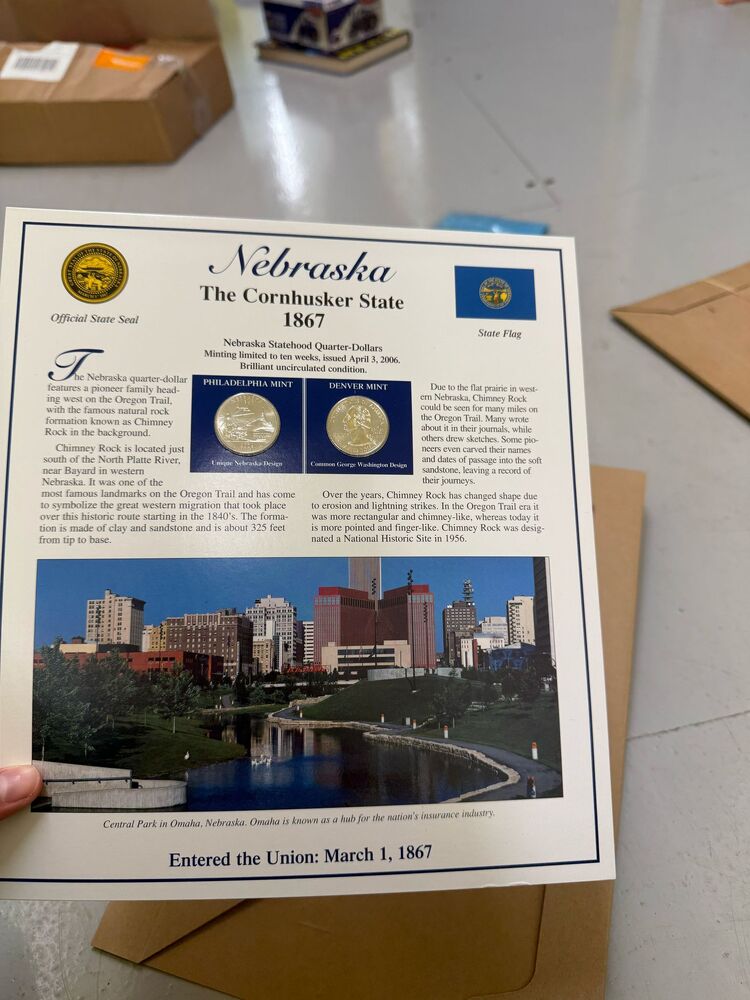 Nebraska
The Cornhusker State
1867
Official State Seal
State Flag
Nebraska Statehood Quarter-Dollars
Minting limited to ten weeks, issued April 3, 2006.
Brilliant uncirculated condition.
The Nebraska quarter-dollar
features a pioneer family head-
ing west on the Oregon Trail,
with the famous natural rock
formation known as Chimney
Rock in the background.
Chimney Rock is located just
south of the North Platte River,
near Bayard in western
Nebraska. It was one of the
most famous landmarks on the Oregon Trail and has come
to symbolize the great western migration that took place
over this historic route starting in the 1840's. The forma-
tion is made of clay and sandstone and is about 325 feet
from tip to base.
PHILADELPHIA MINT
Unique Nebraska Design
DENVER MINT
Common George Washington Design
Due to the flat prairie in west-
ern Nebraska, Chimney Rock
could be seen for many miles on
the Oregon Trail. Many wrote
about it in their journals, while
others drew sketches. Some pio-
neers even carved their names
and dates of passage into the soft
sandstone, leaving a record of
their journeys.
Over the years, Chimney Rock has changed shape due
to erosion and lightning strikes. In the Oregon Trail era it
was more rectangular and chimney-like, whereas today it
is more pointed and finger-like. Chimney Rock was desig-
nated a National Historic Site in 1956.
Central Park in Omaha, Nebraska. Omaha is known as a hub for the nation's insurance industry.
Entered the Union: March 1, 1867